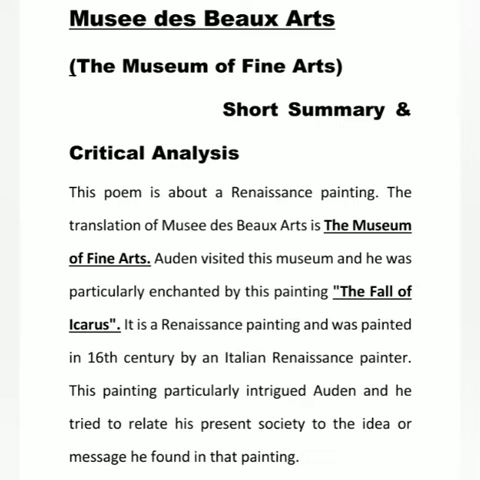 Musee des Beaux Arts
(The Museum of Fine Arts)
Short Summary &
Critical Analysis
This poem is about a Renaissance painting. The
translation of Musee des Beaux Arts is The Museum
of Fine Arts. Auden visited this museum and he was
particularly enchanted by this painting "The Fall of
Icarus". It is a Renaissance painting and was painted
in 16th century by an Italian Renaissance painter.
This painting particularly intrigued Auden and he
tried to relate his present society to the idea or
message he found in that painting.